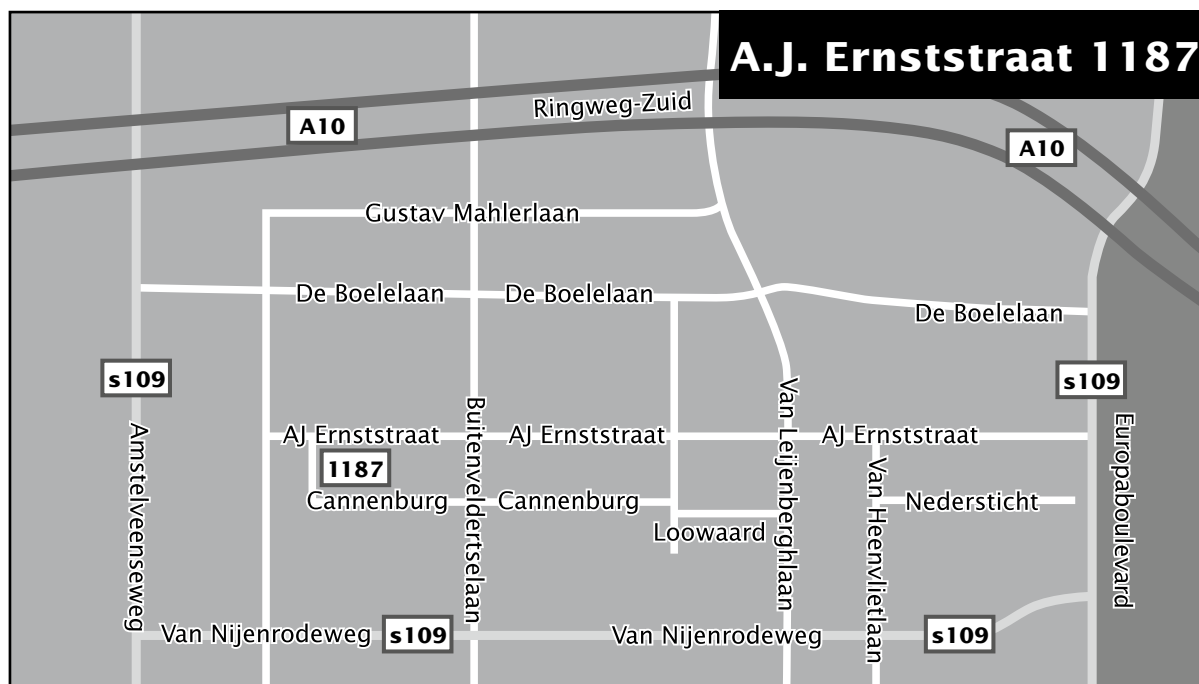 A.J. Ernststraat 1187
Ringweg-Zuid
A10
A10
Gustav Mahlerlaan
De Boelelaan
De Boelelaan
De Boelelaan
s109
s109
Amstelveenseweg
Buitenveldertselaan
Van Leijenberghlaan
Europaboulevard
AJ Ernststraat
AJ Ernststraat
AJ Ernststraat
1187
Van Heenvlietlaan
Cannenburg
Cannenburg
Nedersticht
Loowaard
Van Nijenrodeweg
s109
Van Nijenrodeweg
s109